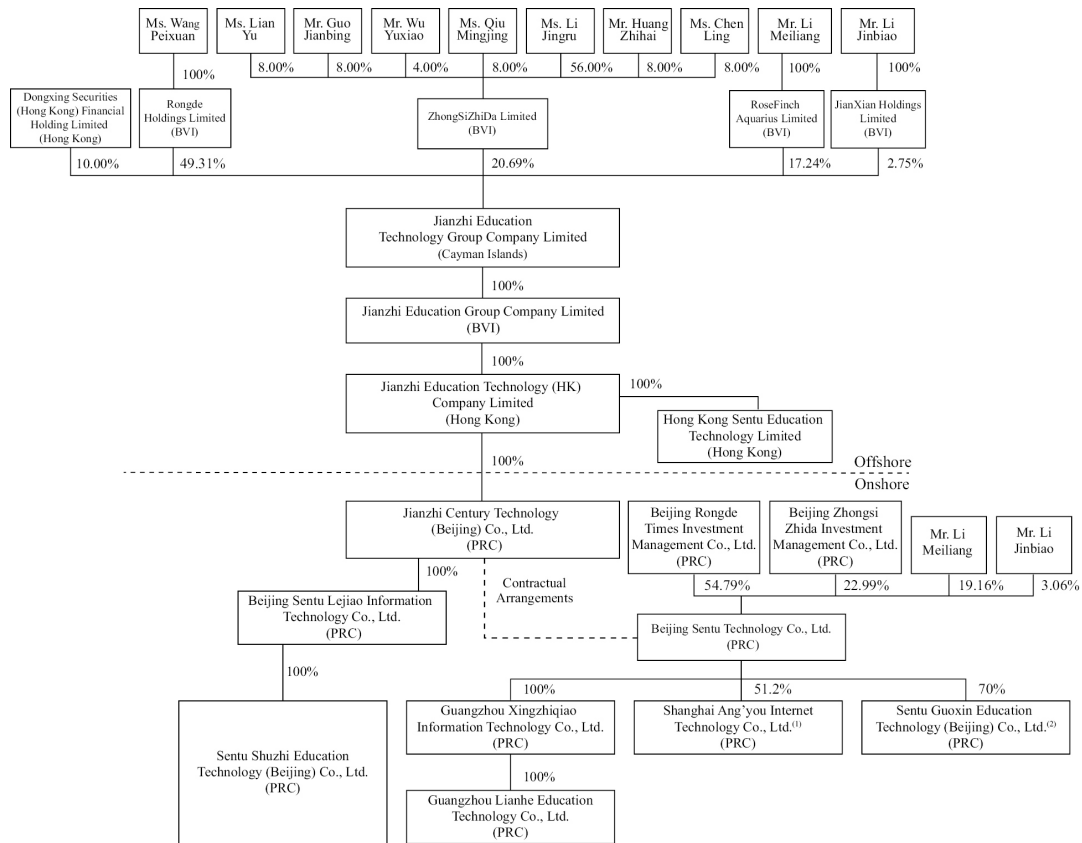 Ms. Wang
Peixuan
Ms. Lian
Yu
Mr. Guo
Jianbing
Mr. Wu
Yuxiao
Ms. Qiu
Mingjing
Ms. Li
Jingru
Mr. Huang
Zhihai
Ms. Chen
Ling
Mr. Li
Meiliang
Mr. Li
Jinbiao
100%
8.00%
8.00%
4.00%
8.00%
56.00%
8.00%
8.00%
100%
100%
Dongxing Securities
(Hong Kong) Financial
Holding Limited
(Hong Kong)
Rongde
Holdings Limited
(BVI)
ZhongSiZhiDa Limited
(BVI)
RoseFinch
Aquarius Limited
(BVI)
JianXian Holdings
Limited
(BVI)
10.00%
49.31%
20.69%
17.24%
2.75%
Jianzhi Education
Technology Group Company Limited
(Cayman Islands)
100%
Jianzhi Education Group Company Limited
(BVI)
100%
Jianzhi Education Technology (HK)
Company Limited
(Hong Kong)
100%
Hong Kong Sentu Education
Technology Limited
(Hong Kong)
100%
Offshore
Onshore
Jianzhi Century Technology
(Beijing) Co., Ltd.
(PRC)
Beijing Rongde
Times Investment
Management Co., Ltd.
(PRC)
Beijing Zhongsi
Zhida Investment
Management Co., Ltd.
(PRC)
Mr. Li
Meiliang
Mr. Li
Jinbiao
100%
Contractual
Arrangements
54.79%
22.99%
19.16%
3.06%
Beijing Sentu Lejiao Information
Technology Co., Ltd.
(PRC)
Beijing Sentu Technology Co., Ltd.
(PRC)
100%
100%
51.2%
70%
Sentu Shuzhi Education
Technology (Beijing) Co., Ltd.
(PRC)
Guangzhou Xingzhiqiao
Information Technology Co., Ltd.
(PRC)
Shanghai Ang’you Internet
Technology Co., Ltd.(1)
(PRC)
Sentu Guoxin Education
Technology (Beijing) Co., Ltd.(2)
(PRC)
100%
Guangzhou Lianhe Education
Technology Co., Ltd.
(PRC)